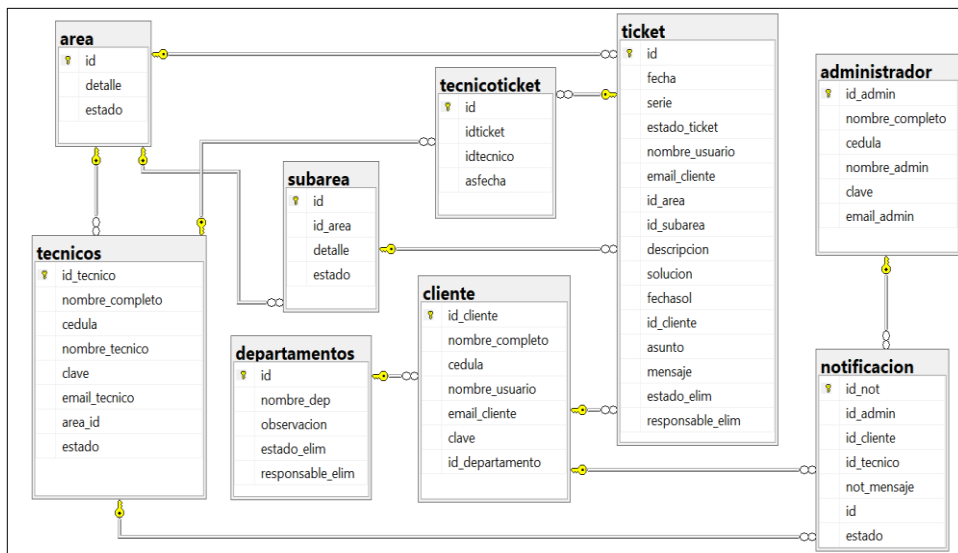 area
id
detalle
estado
ticket
id
fecha
serie
estado_ticket
nombre_usuario
email_cliente
id_area
id_subarea
descripcion
solucion
fechasol
id_cliente
asunto
mensaje
estado_elim
responsable_elim
administrador
id_admin
nombre_completo
cedula
nombre_admin
clave
email_admin
tecnicoticket
id
idticket
idtecnico
asfecha
subarea
id
id_area
detalle
estado
tecnicos
id_tecnico
nombre_completo
cedula
nombre_tecnico
clave
email_tecnico
area_id
estado
departamentos
id
nombre_dep
observacion
estado_elim
responsable_elim
cliente
id_cliente
nombre_completo
cedula
nombre_usuario
email_cliente
clave
id_departamento
notificacion
id_not
id_admin
id_cliente
id_tecnico
not_mensaje
id
estado